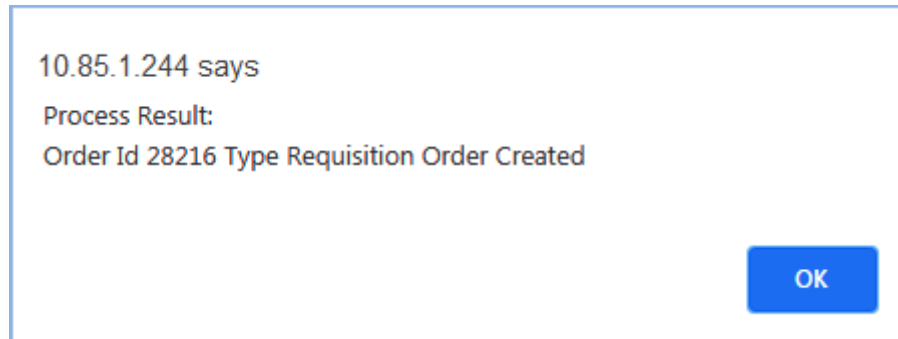 10.85.1.244 says
Process Result:
Order Id 28216 Type Requisition Order Created
OK